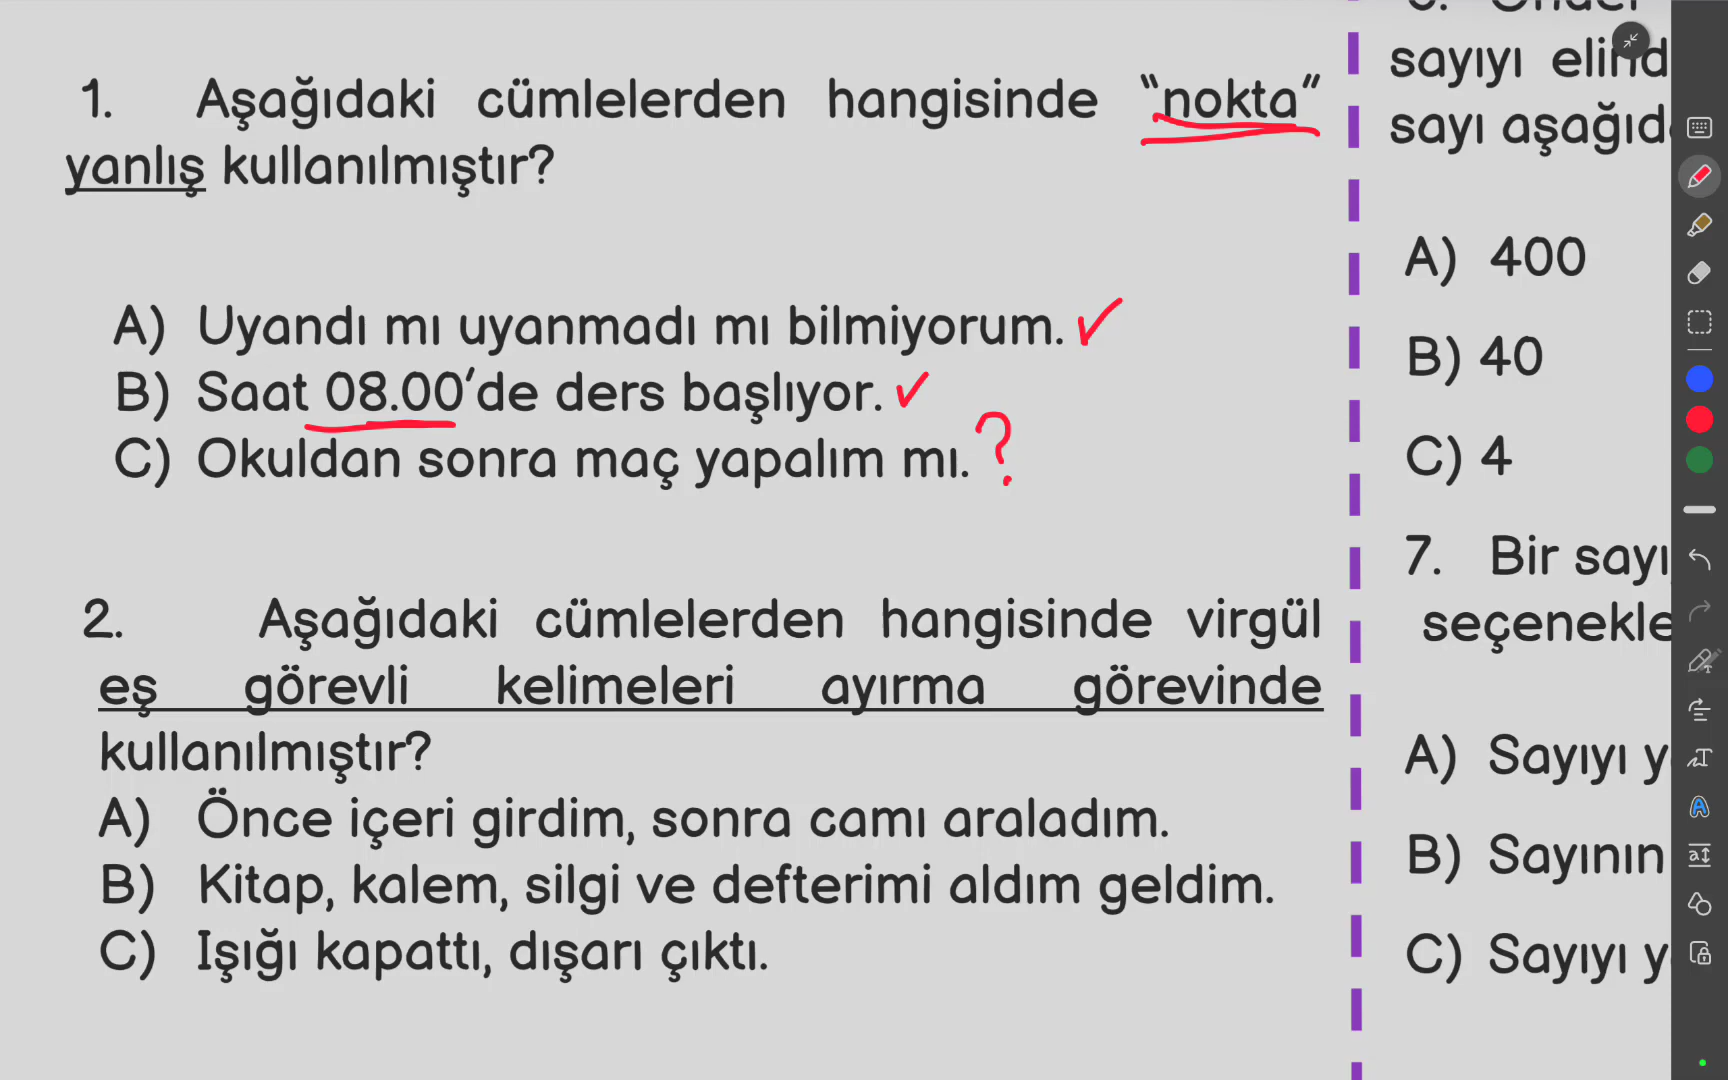 1. Aşağıdaki cümlelerden hangisinde "nokta"
yanlış kullanılmıştır?
A) Uyandı mı uyanmadı mı bilmiyorum.
B) Saat 08.00'de ders başlıyor.
C) Okuldan sonra maç yapalım mı. ?
2. Aşağıdaki cümlelerden hangisinde virgül
eş görevli kelimeleri ayırma görevinde
kullanılmıştır?
A) Önce içeri girdim, sonra camı araladım.
B) Kitap, kalem, silgi ve defterimi aldım geldim.
C) Işığı kapattı, dışarı çıktı.
sayıyı
sayı
A) 400
B) 40
C) 4
7. Bir sayı
A) Sayıyı
B) Sayının
C) Sayıyı